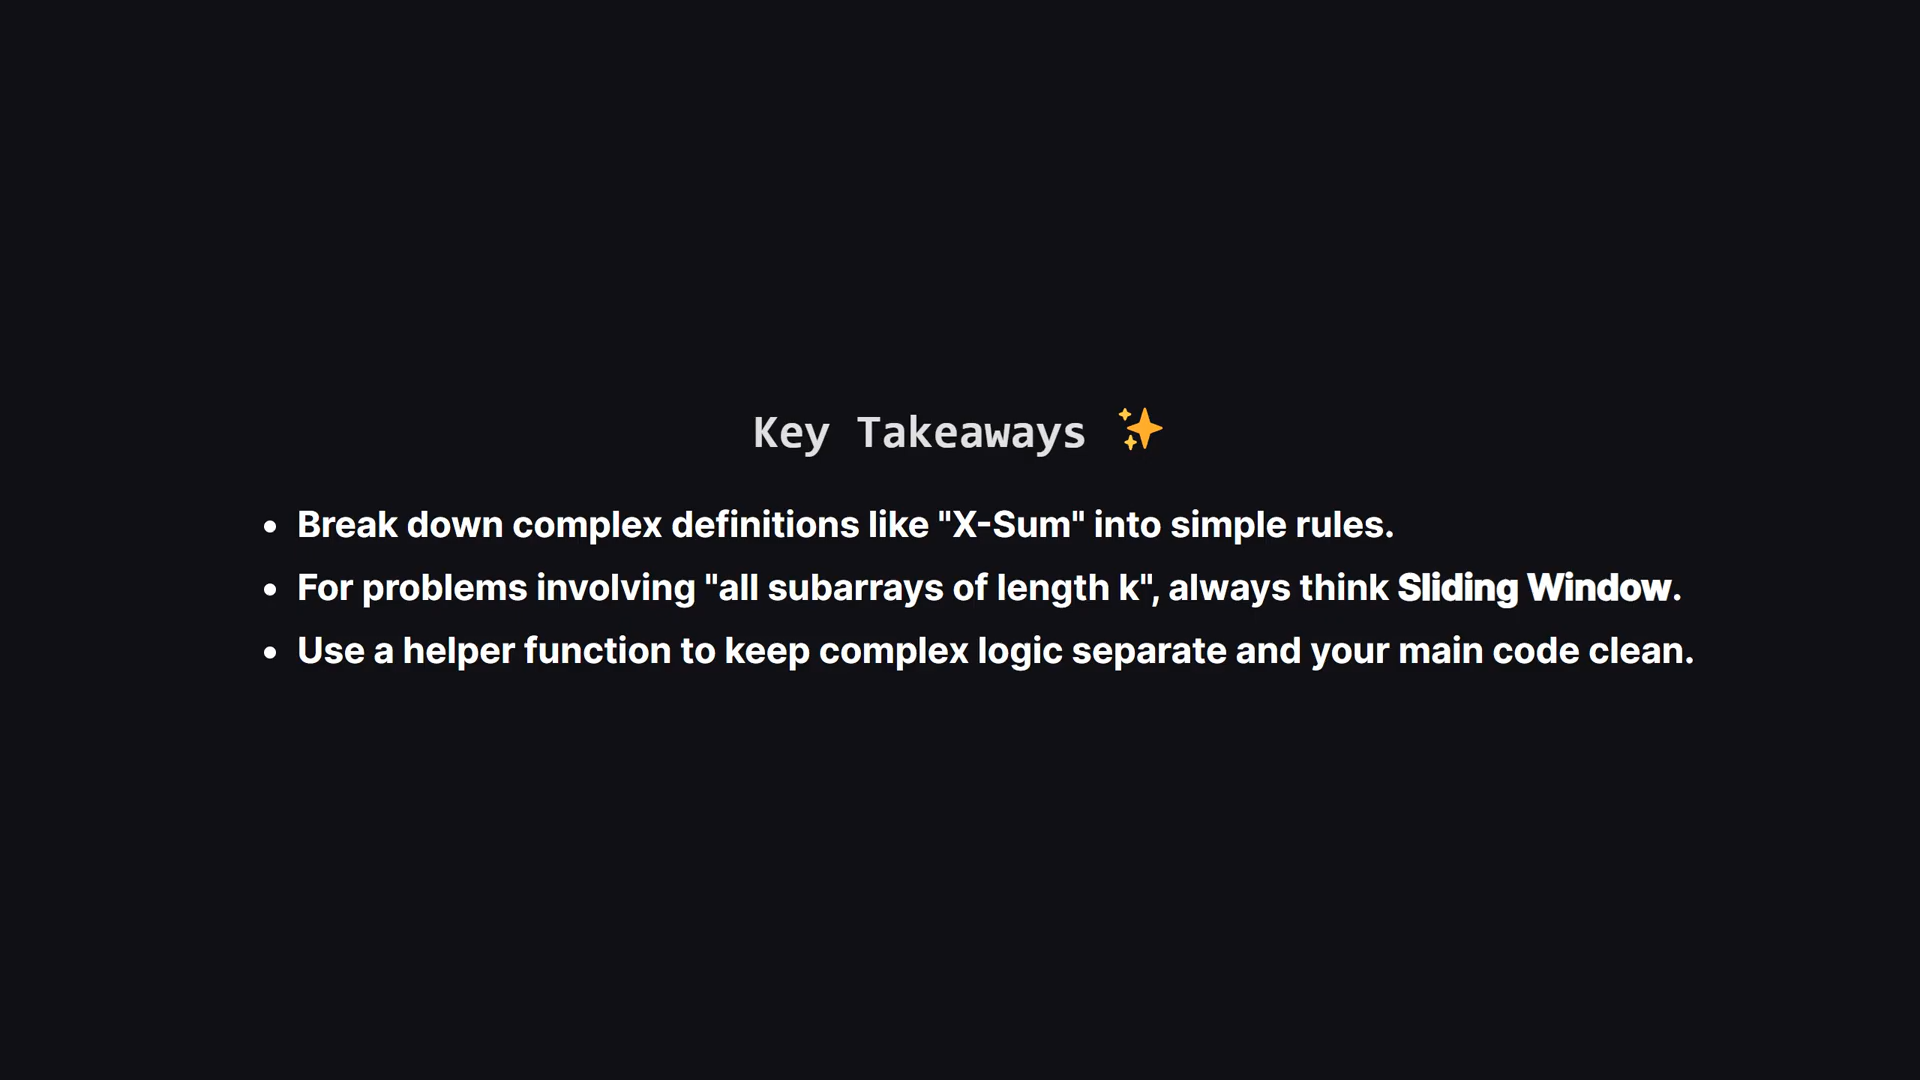 Key Takeaways ✨
• Break down complex definitions like "X-Sum" into simple rules.
• For problems involving "all subarrays of length k", always think Sliding Window.
• Use a helper function to keep complex logic separate and your main code clean.